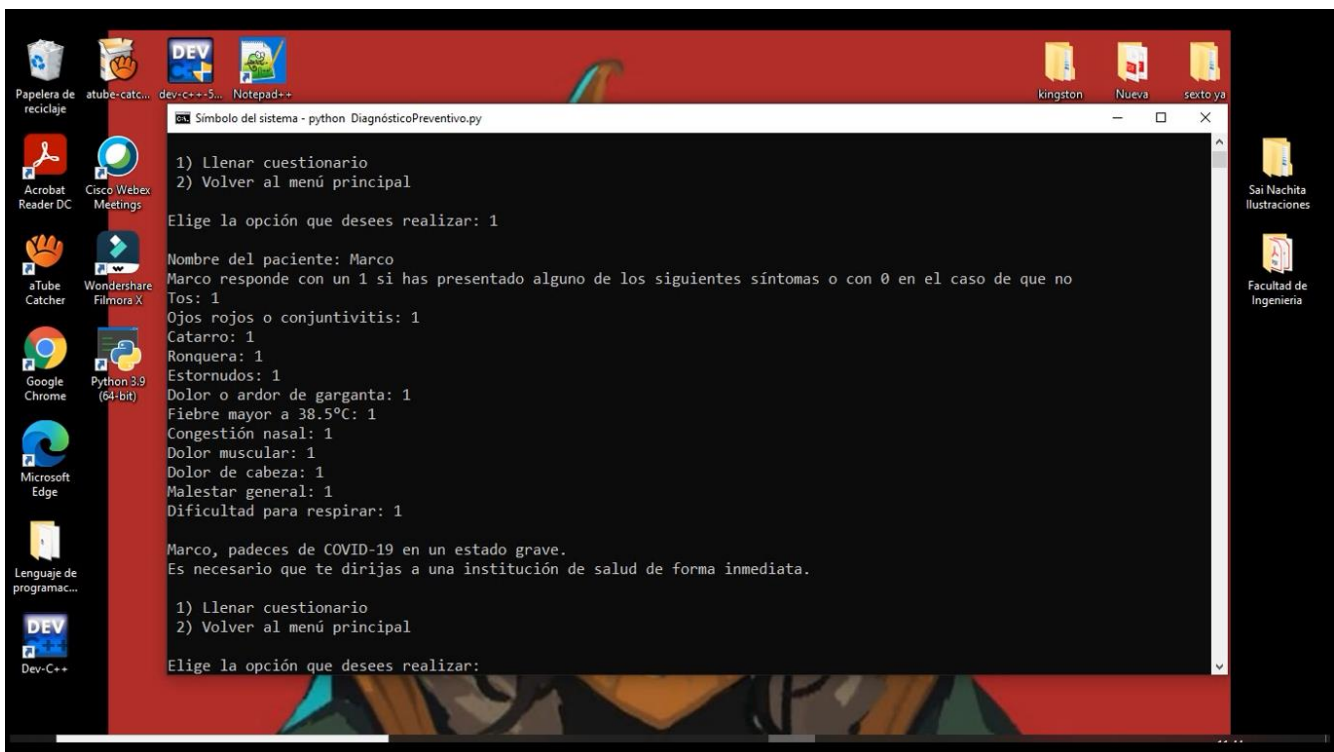 Papelera de
reciclaje
atube-catc...
DEV
C++
dev-c++-5...
Notepad++
kingston
Nueva
sexto ya
Símbolo del sistema - python DiagnósticoPreventivo.py
1) Llenar cuestionario
2) Volver al menú principal
Elige la opción que desees realizar: 1
Nombre del paciente: Marco
Marco responde con un 1 si has presentado alguno de los siguientes síntomas o con 0 en el caso de que no
Tos: 1
Ojos rojos o conjuntivitis: 1
Catarro: 1
Ronquera: 1
Estornudos: 1
Dolor o ardor de garganta: 1
Fiebre mayor a 38.5°C: 1
Congestión nasal: 1
Dolor muscular: 1
Dolor de cabeza: 1
Malestar general: 1
Dificultad para respirar: 1
Marco, padeces de COVID-19 en un estado grave.
Es necesario que te dirijas a una institución de salud de forma inmediata.
1) Llenar cuestionario
2) Volver al menú principal
Elige la opción que desees realizar:
Acrobat
Reader DC
Cisco Webex
Meetings
aTube
Catcher
Wondershare
Filmora X
Google
Chrome
Python 3.9
(64-bit)
Microsoft
Edge
Lenguaje de
programac...
DEV
C++
Dev-C++
Sai Nachita
Ilustraciones
Facultad de
Ingenieria